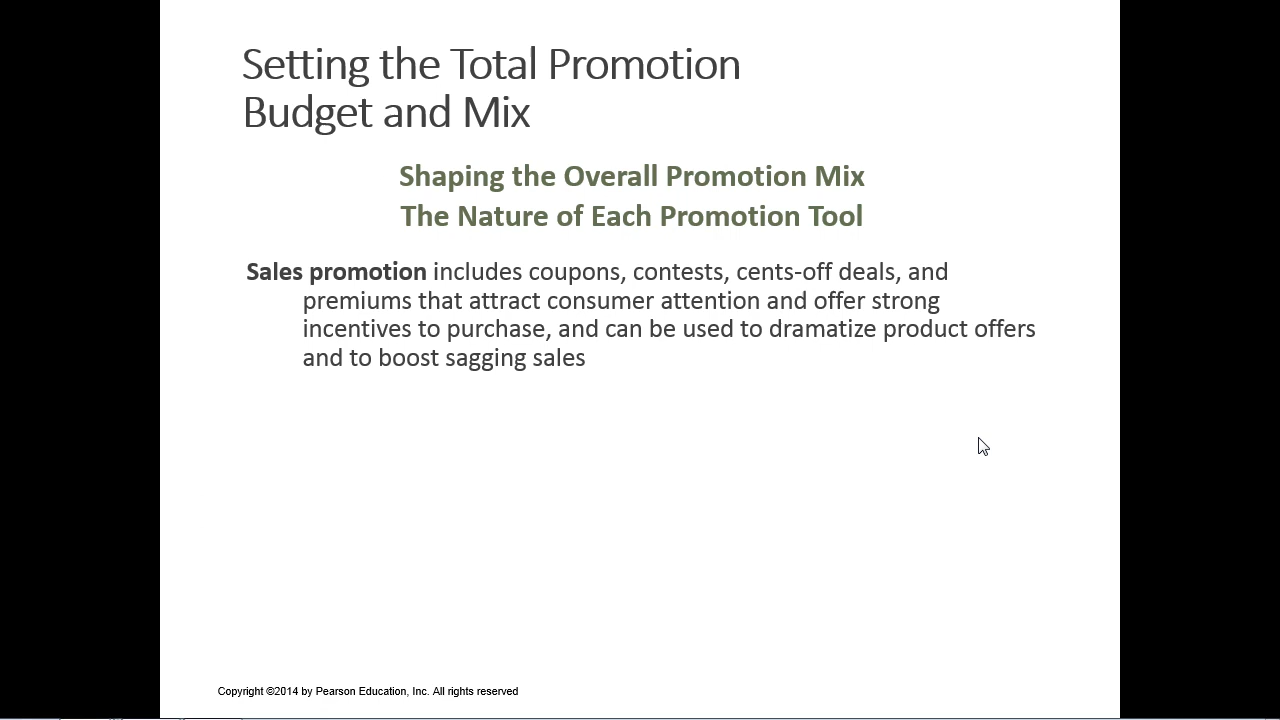 Setting the Total Promotion
Budget and Mix
Shaping the Overall Promotion Mix
The Nature of Each Promotion Tool
Sales promotion includes coupons, contests, cents-off deals, and
premiums that attract consumer attention and offer strong
incentives to purchase, and can be used to dramatize product offers
and to boost sagging sales
Copyright ©2014 by Pearson Education, Inc. All rights reserved